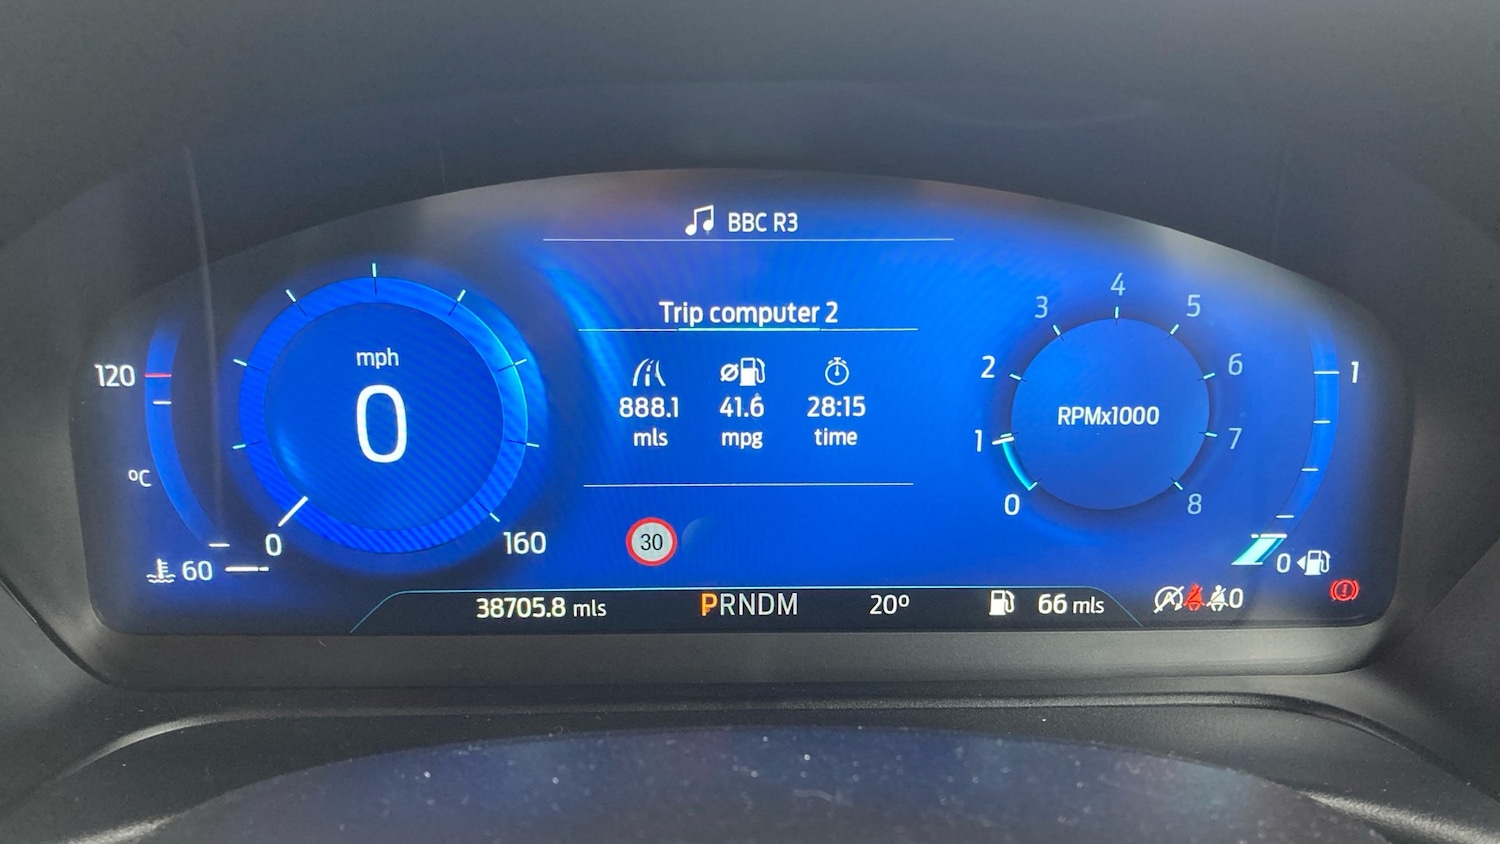 BBC R3
Trip computer 2
888.1 41.6 28:15
mls mpg time
mph
0
120
ºC
60
0 160
30
RPMx1000
0 1 2 3 4 5 6 7 8
1
0
38705.8 mls PRNDM 20º 66 mls
0